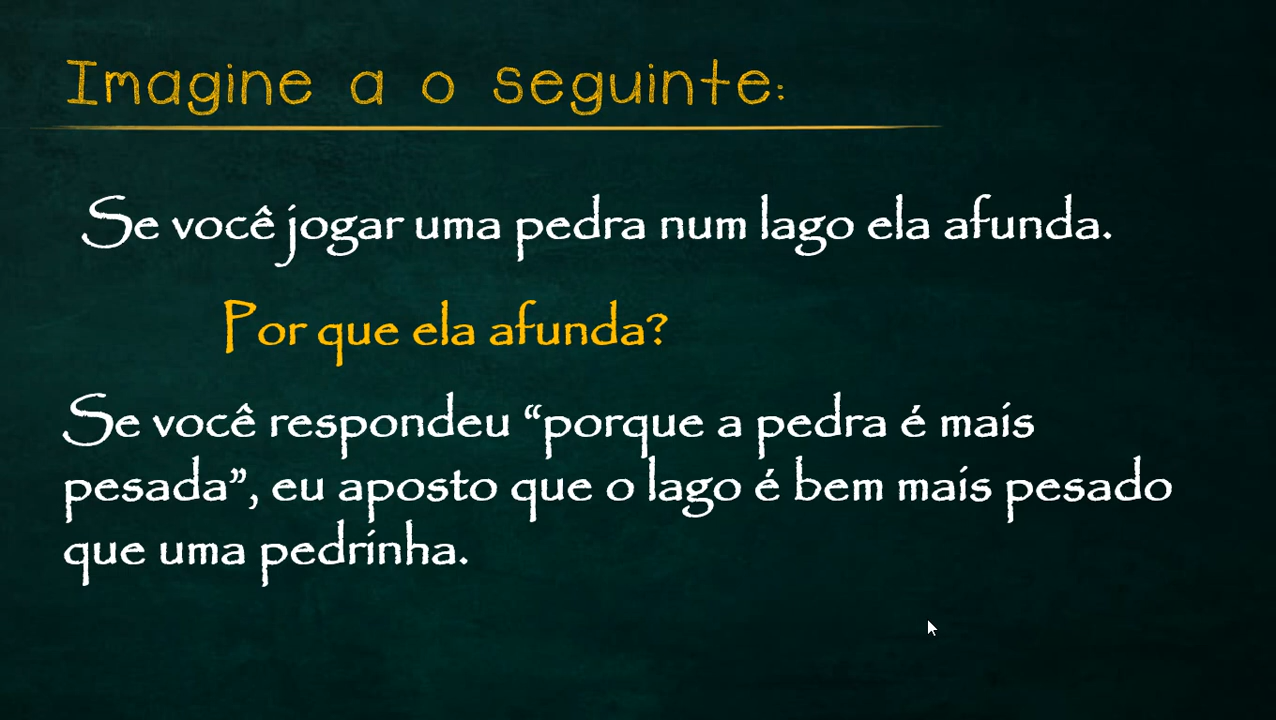 Imagine a o seguinte:
Se você jogar uma pedra num lago ela afunda.
Por que ela afunda?
Se você respondeu “porque a pedra é mais
pesada”, eu aposto que o lago é bem mais pesado
que uma pedrinha.